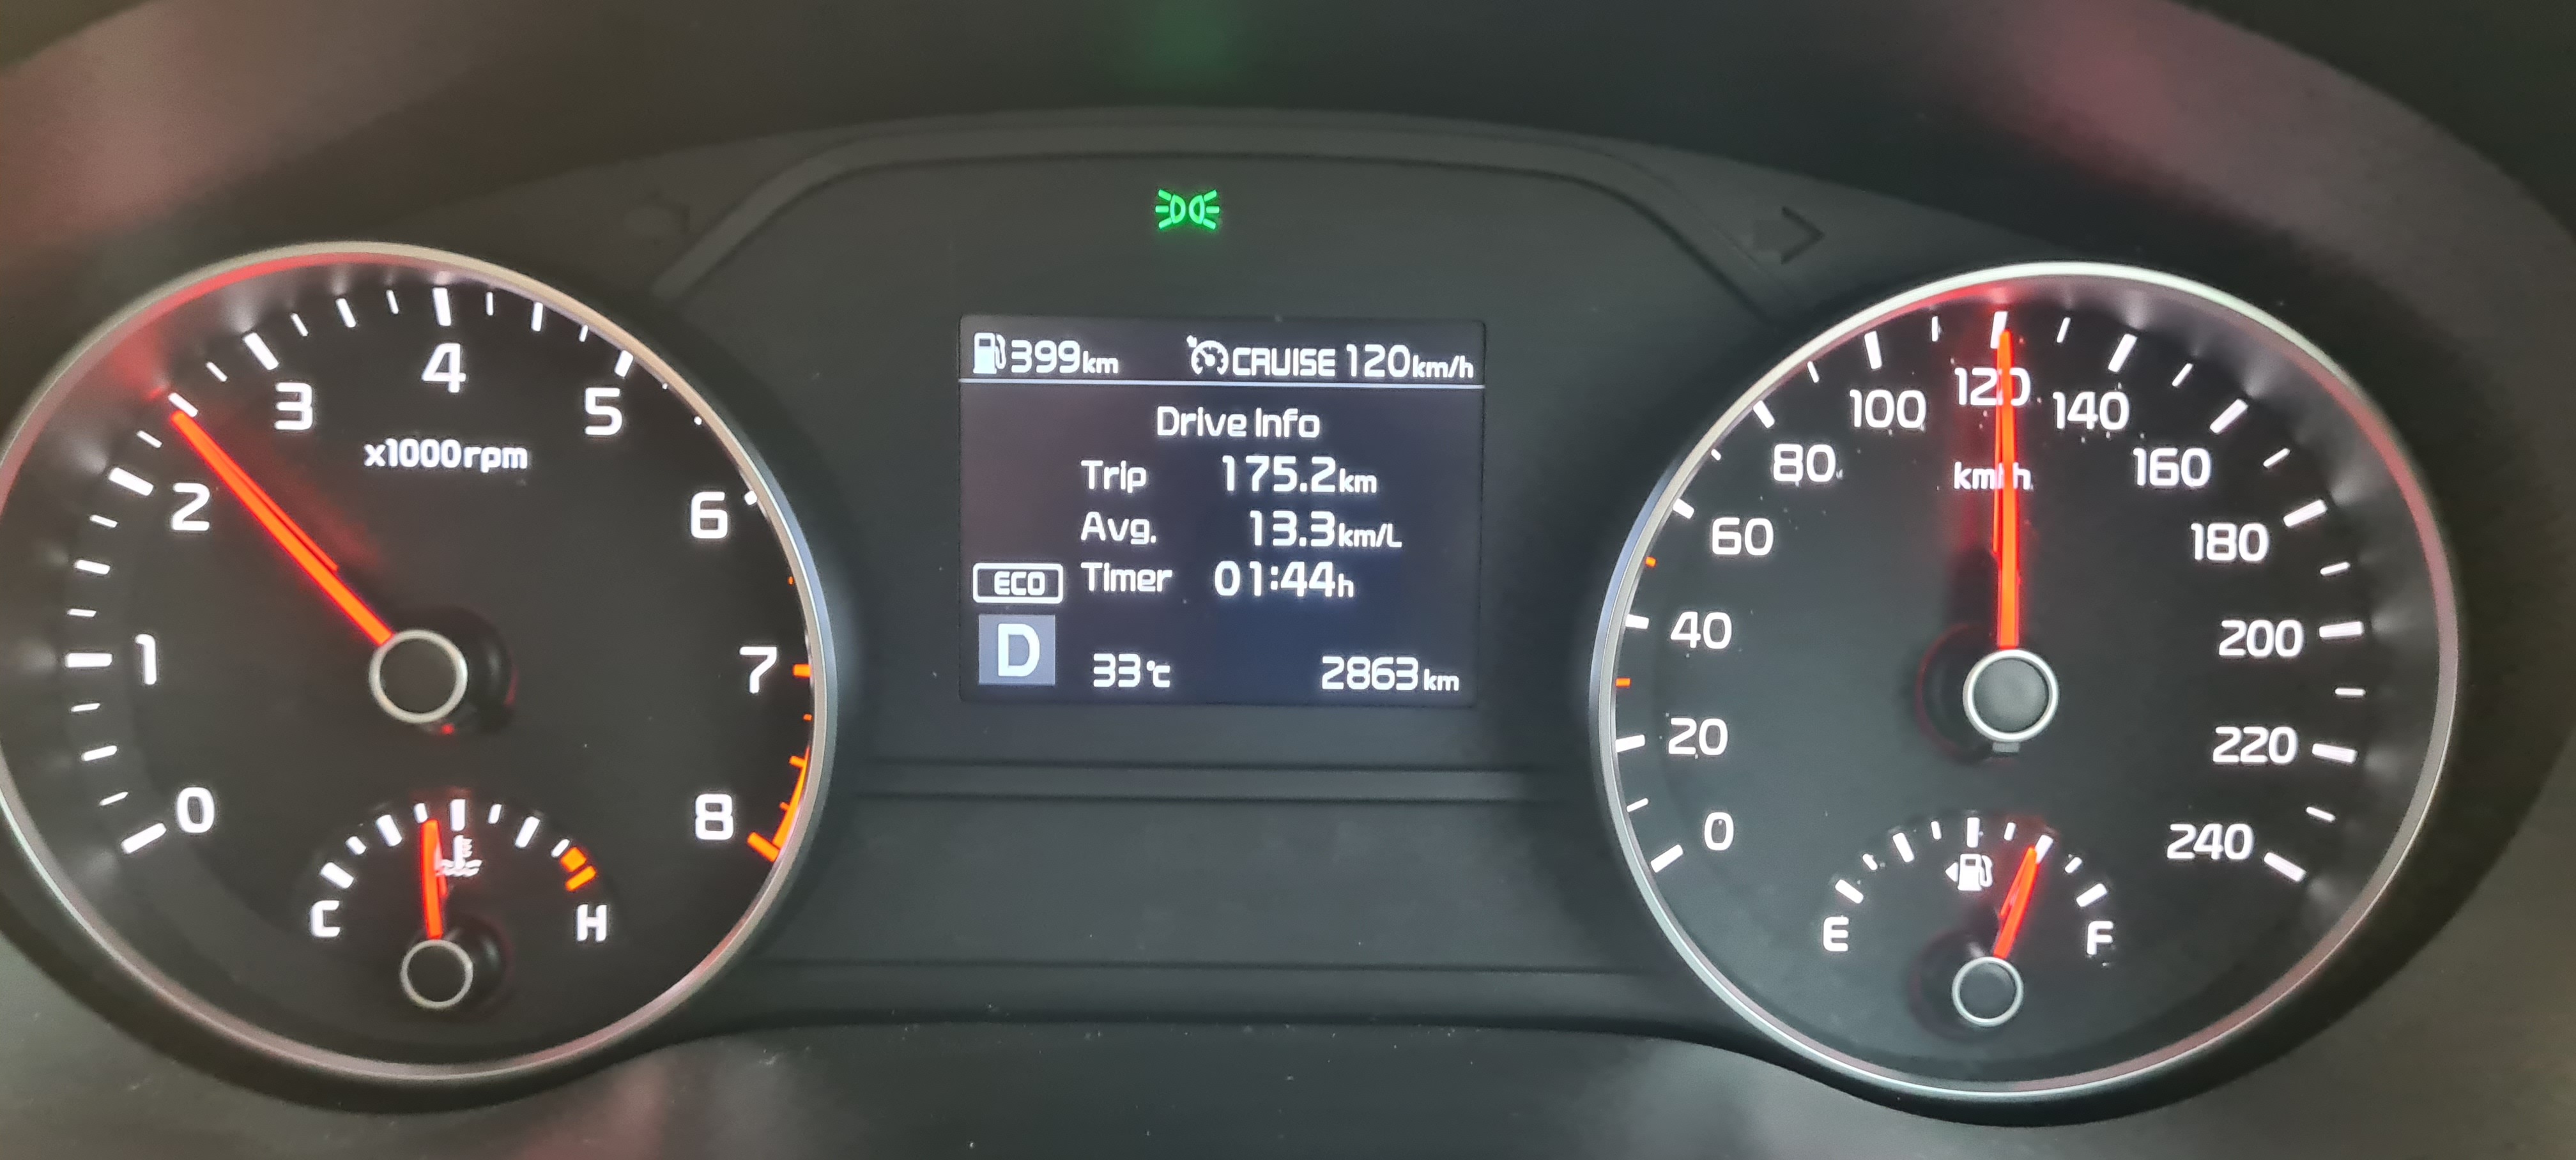 399km CRUISE 120km/h
Drive Info
Trip 175.2km
Avg. 13.3km/L
ECO Timer 01:44h
D 33°C 2863km
0
1
2
3
4
5
6
7
8
x1000rpm
C H
0
20
40
60
80
100
120
140
160
180
200
220
240
km/h
E F